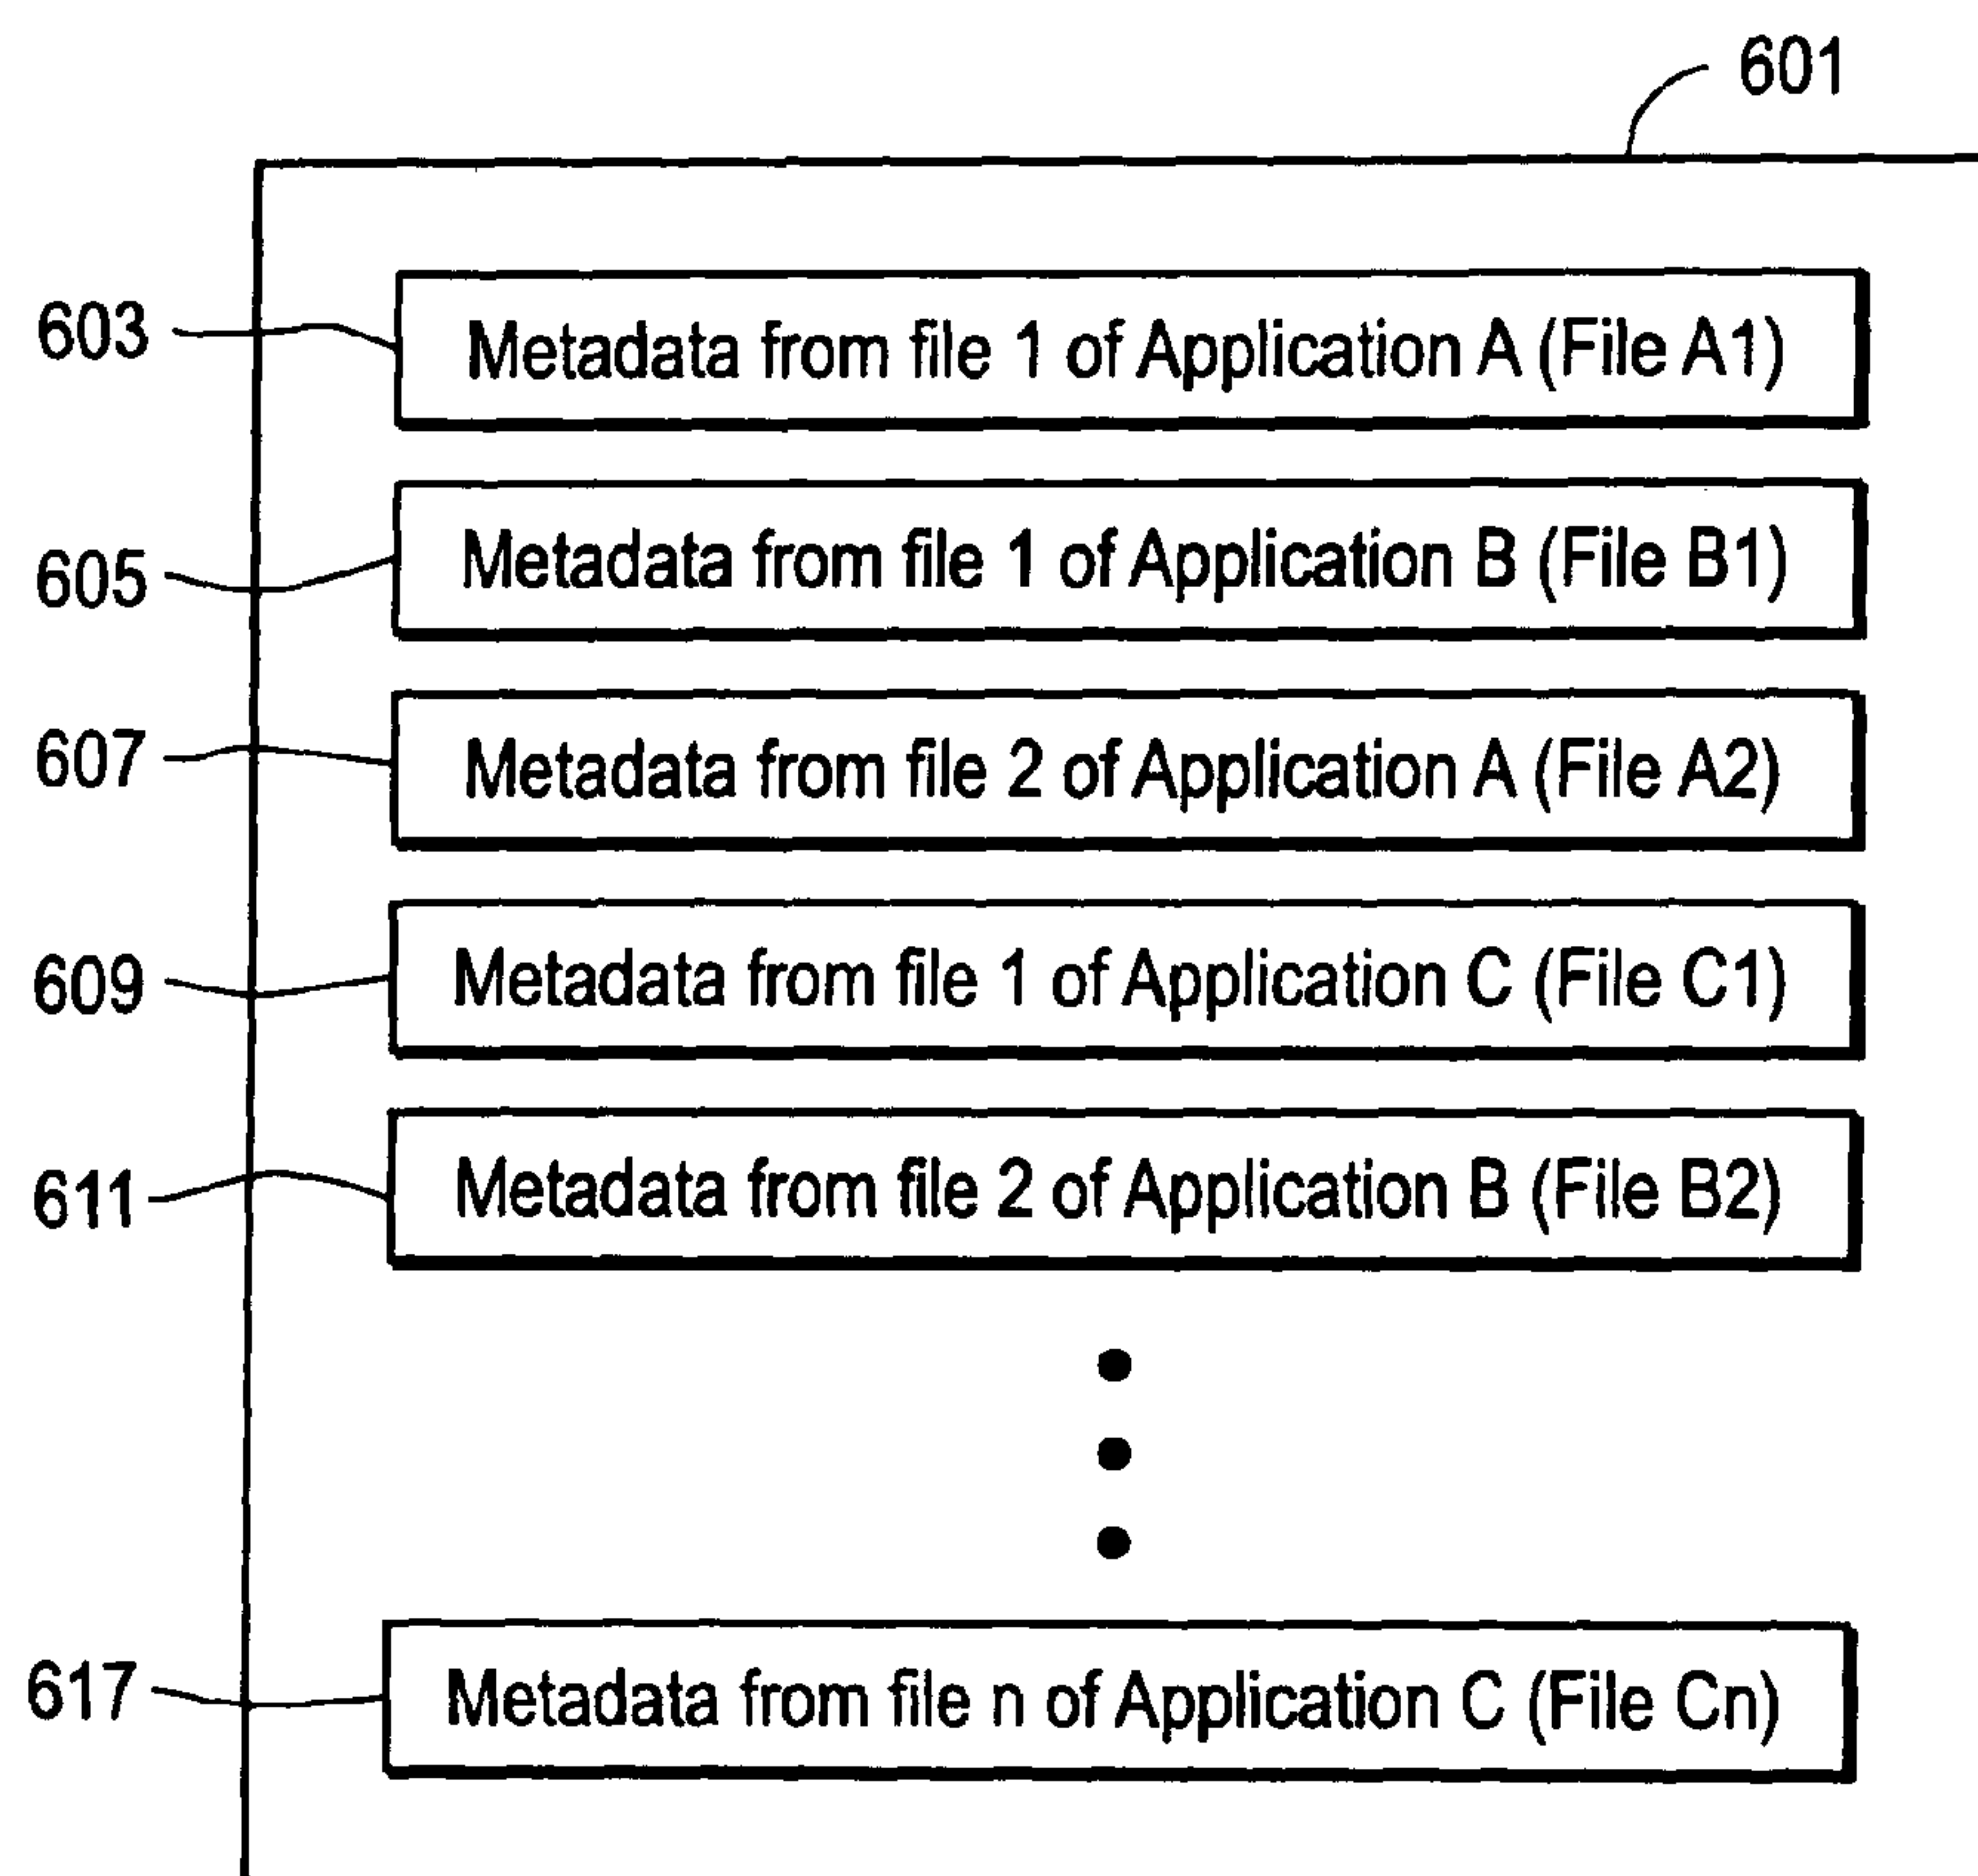 601
603 Metadata from file 1 of Application A (File A1)
605 Metadata from file 1 of Application B (File B1)
607 Metadata from file 2 of Application A (File A2)
609 Metadata from file 1 of Application C (File C1)
611 Metadata from file 2 of Application B (File B2)
617 Metadata from file n of Application C (File Cn)